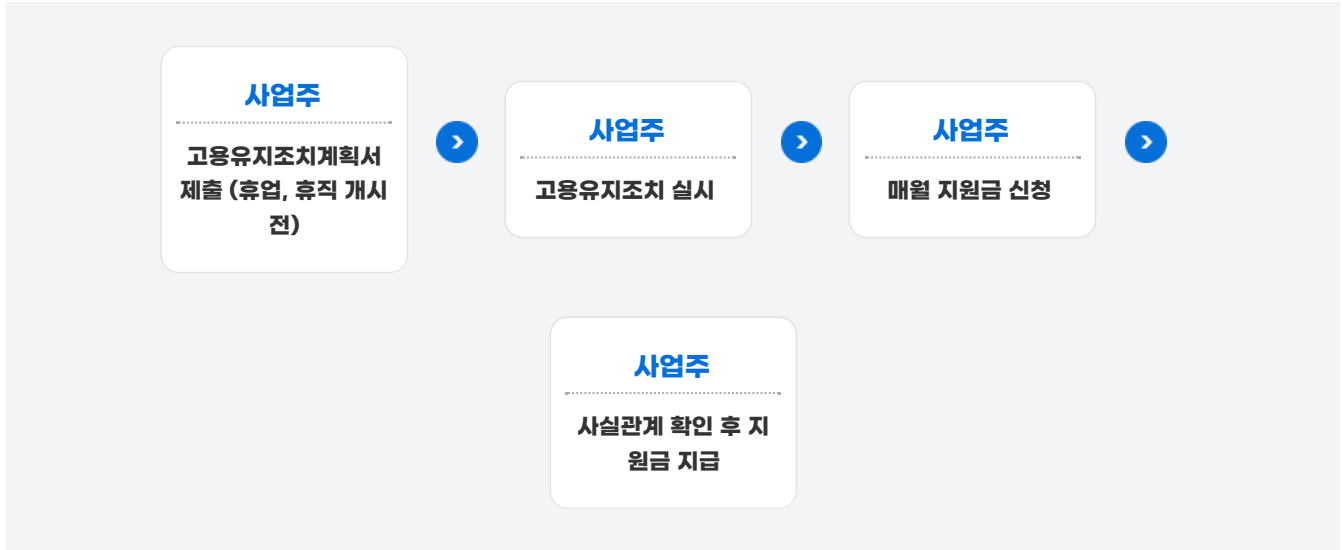 사업주
고용유지조치계획서
제출 (휴업, 휴직 개시
전)
사업주
고용유지조치 실시
사업주
매월 지원금 신청
사업주
사실관계 확인 후 지
원금 지급